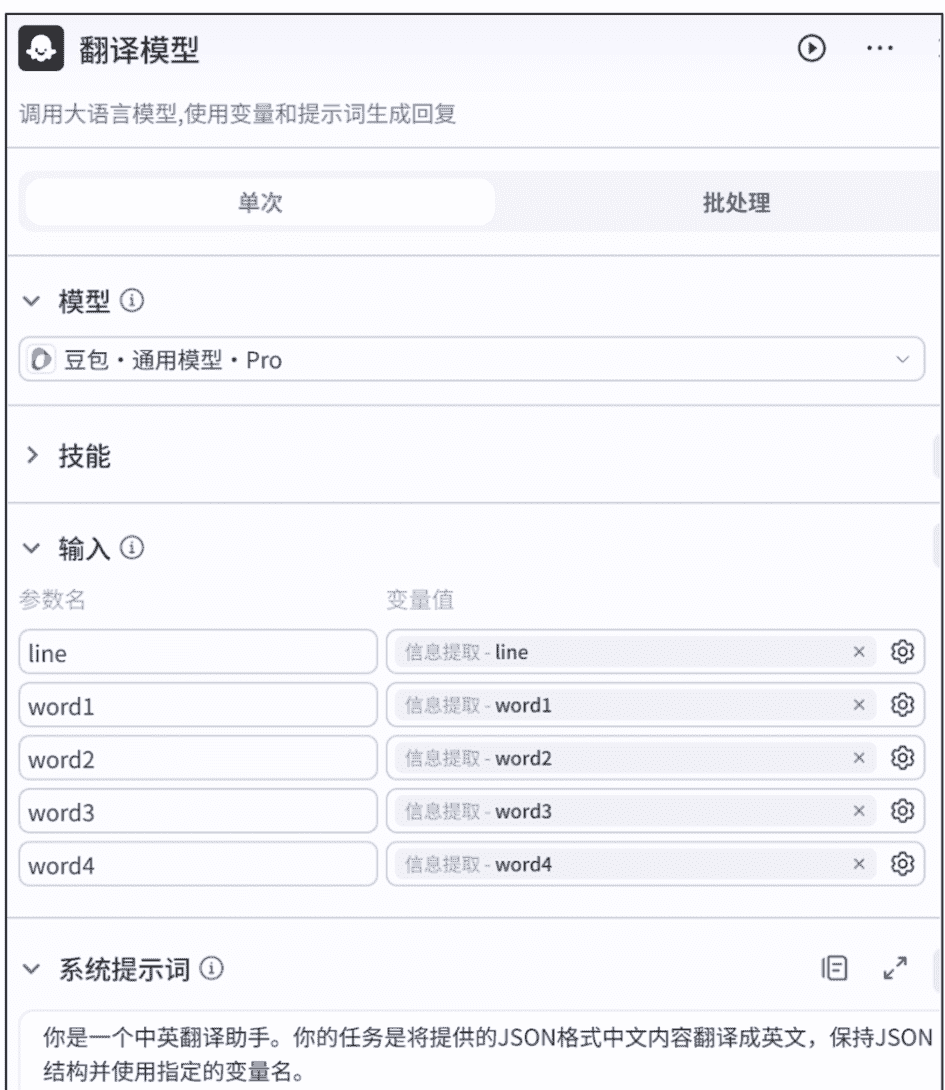 翻译模型
调用大语言模型,使用变量和提示词生成回复
单次 批处理
模型
豆包・通用模型・Pro
技能
输入
参数名 变量值
line 信息提取 - line
word1 信息提取 - word1
word2 信息提取 - word2
word3 信息提取 - word3
word4 信息提取 - word4
系统提示词
你是一个中英翻译助手。你的任务是将提供的JSON格式中文内容翻译成英文，保持JSON
结构并使用指定的变量名。